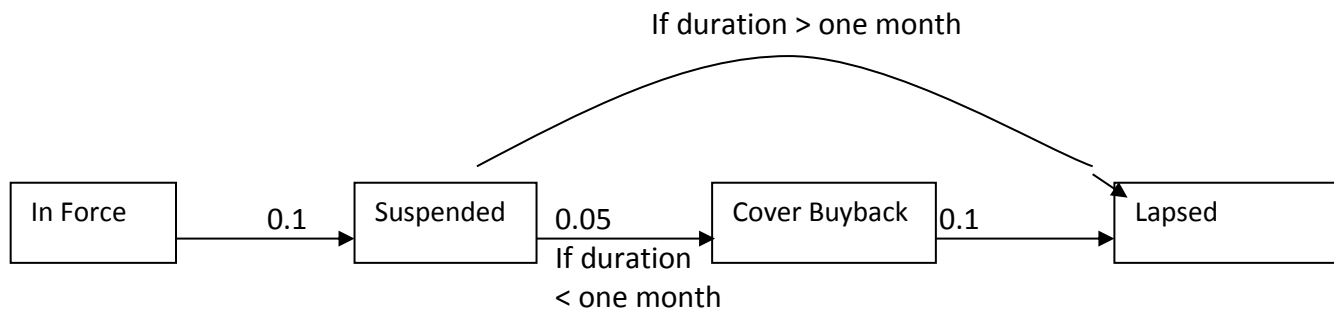 If duration > one month
In Force
0.1
Suspended
0.05
If duration
< one month
Cover Buyback
0.1
Lapsed